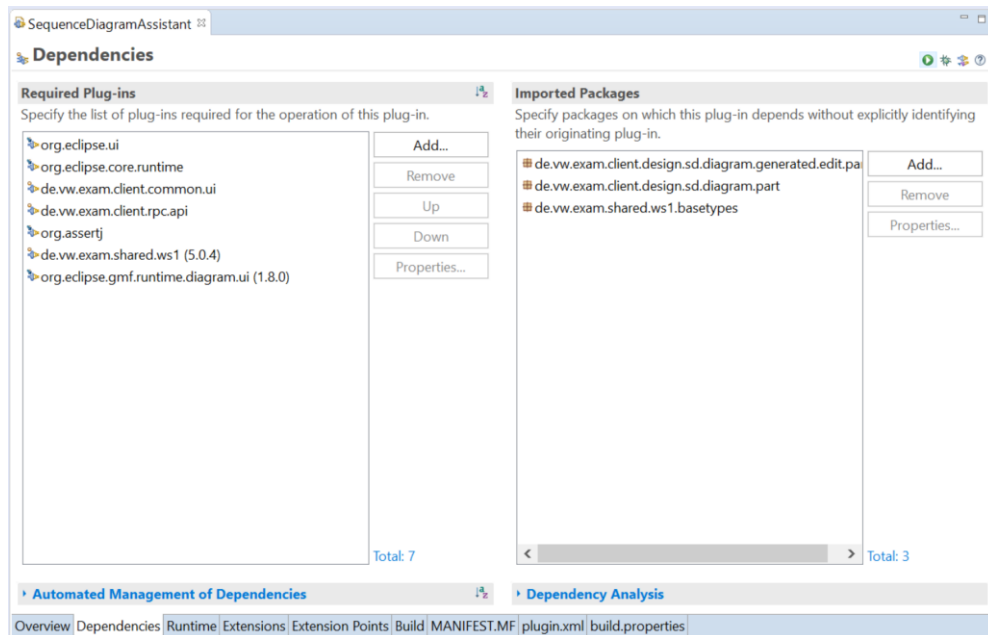 SequenceDiagramAssistant
Dependencies
Required Plug-ins
Specify the list of plug-ins required for the operation of this plug-in.
org.eclipse.ui
org.eclipse.core.runtime
de.vw.exam.client.common.ui
de.vw.exam.client.rpc.api
org.assertj
de.vw.exam.shared.ws1 (5.0.4)
org.eclipse.gmf.runtime.diagram.ui (1.8.0)
Add...
Remove
Up
Down
Properties...
Total: 7
Imported Packages
Specify packages on which this plug-in depends without explicitly identifying
their originating plug-in.
de.vw.exam.client.design.sd.diagram.generated.edit.pa
de.vw.exam.client.design.sd.diagram.part
de.vw.exam.shared.ws1.basetypes
Add...
Remove
Properties...
Total: 3
Automated Management of Dependencies
Dependency Analysis
Overview Dependencies Runtime Extensions Extension Points Build MANIFEST.MF plugin.xml build.properties